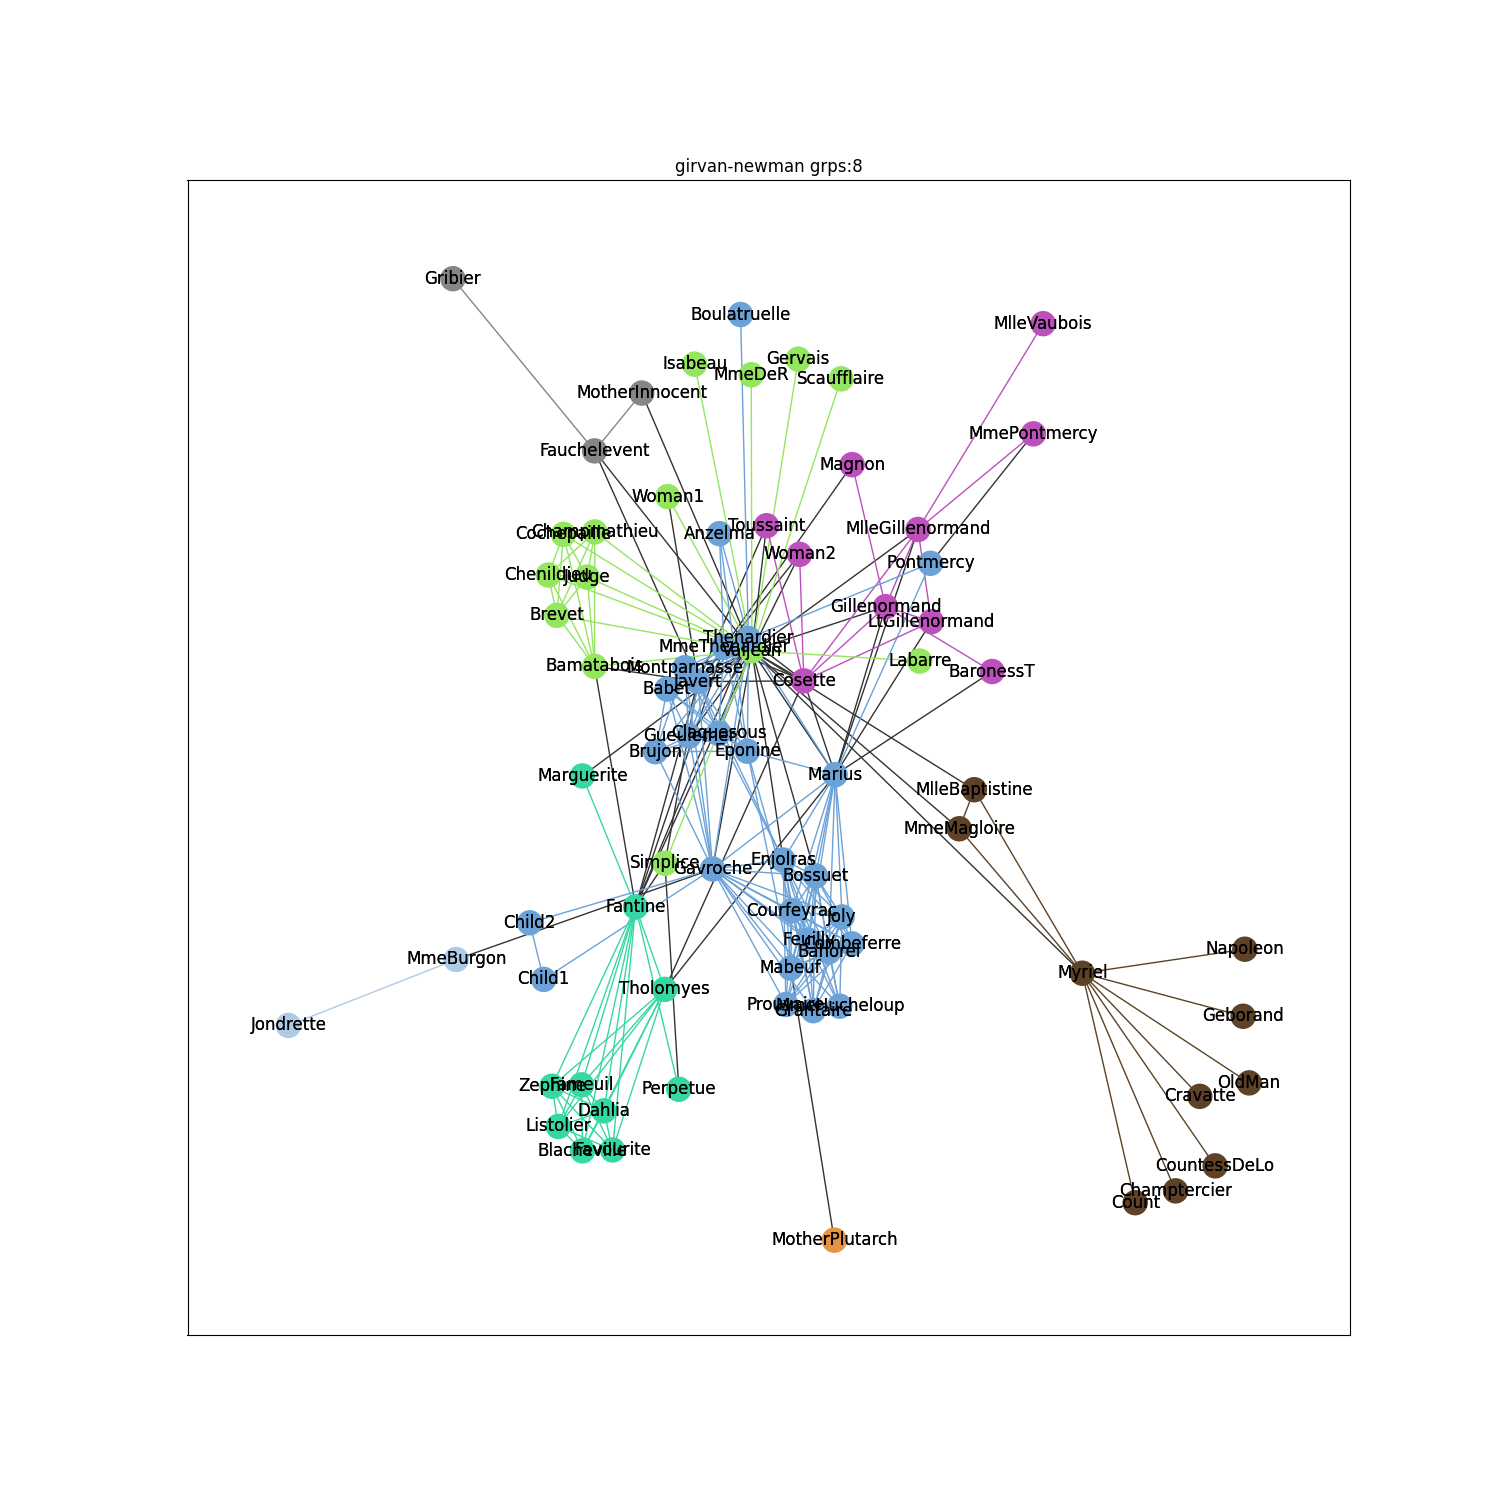 girvan-newman grps:8
Gribier
Boulatruelle
MlleVaubois
Isabeau
Gervais
MmeDeR
Scaufflaire
MotherInnocent
MmePontmercy
Fauchelevent
Magnon
Woman1
Toussaint
MlleGillenormand
Cochepaille
Champmathieu
Anzelma
Woman2
Pontmercy
Chenildieu
Judge
Gillenormand
Brevet
LtGillenormand
Thenardier
MmeThenardier
Valjean
Labarre
Bamatabois
Montparnasse
BaronessT
Javert
Cosette
Babet
Claquesous
Gueulemer
Brujon
Eponine
Marguerite
Marius
MlleBaptistine
MmeMagloire
Simplice
Gavroche
Enjolras
Bossuet
Fantine
Courfeyrac
Joly
Child2
Feuilly
Combeferre
Bahorel
Napoleon
MmeBurgon
Mabeuf
Myriel
Child1
Tholomyes
Prouvaire
MmeHucheloup
Grantaire
Geborand
Jondrette
Zephine
Fameuil
Perpetue
OldMan
Cravatte
Dahlia
Listolier
Blacheville
Favourite
CountessDeLo
Champtercier
Count
MotherPlutarch